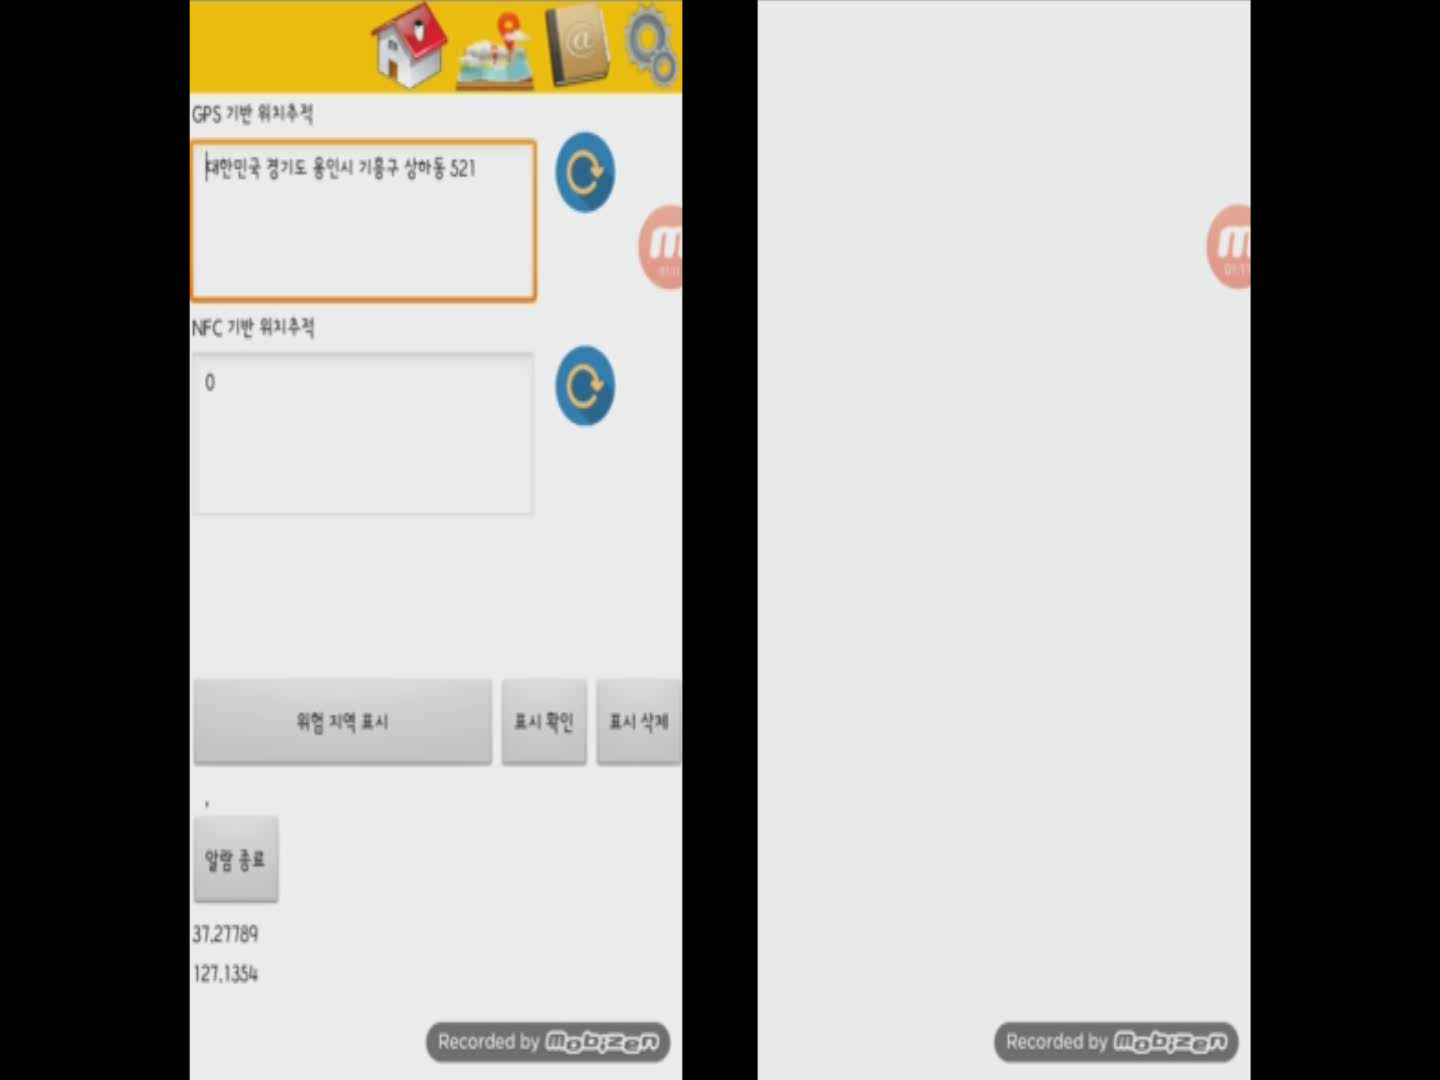 GPS 기반 위치추적
대한민국 경기도 용인시 기흥구 상하동 521
NFC 기반 위치추적
0
위험 지역 표시
표시 확인
표시 삭제
,
알람 종료
37.27789
127.1354
Recorded by mobizen
01:17
Recorded by mobizen